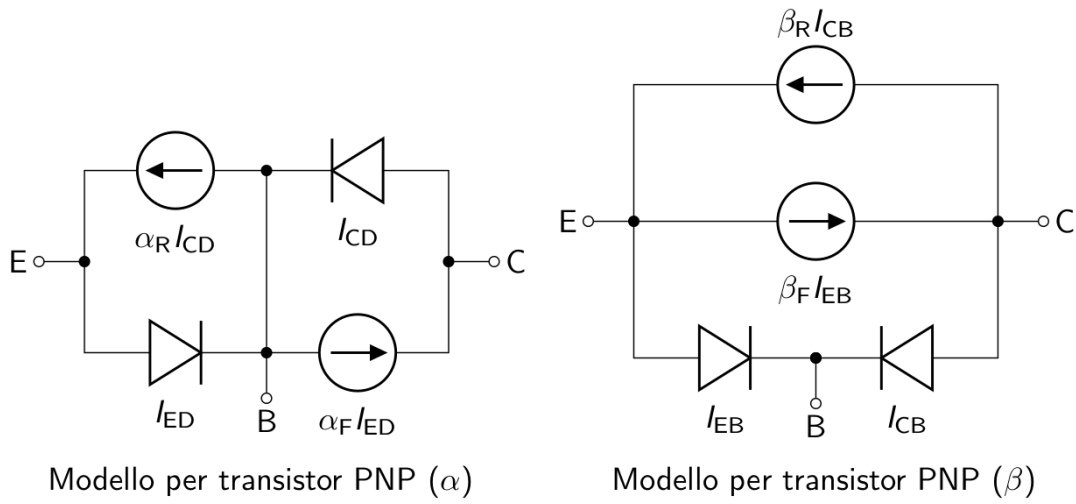 β_R I_CB
E
α_R I_CD
I_CD
C
I_ED
B
α_F I_ED
Modello per transistor PNP (α)
E
C
β_F I_EB
I_EB
B
I_CB
Modello per transistor PNP (β)